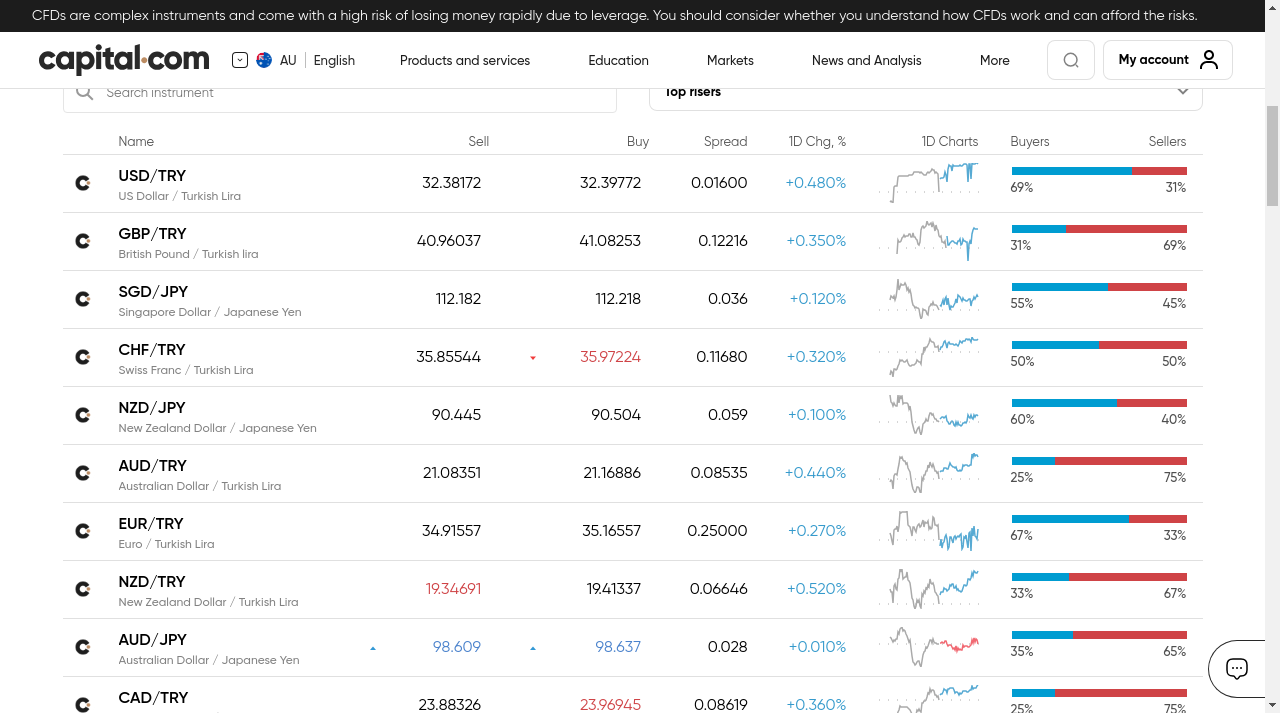 CFDs are complex instruments and come with a high risk of losing money rapidly due to leverage. You should consider whether you understand how CFDs work and can afford the risks.
capital.com AU English Products and services Education Markets News and Analysis More My account
Search instrument Top risers
Name Sell Buy Spread 1D Chg, % 1D Charts Buyers Sellers
USD/TRY 32.38172 32.39772 0.01600 +0.480%
US Dollar / Turkish Lira 69% 31%
GBP/TRY 40.96037 41.08253 0.12216 +0.350%
British Pound / Turkish lira 31% 69%
SGD/JPY 112.182 112.218 0.036 +0.120%
Singapore Dollar / Japanese Yen 55% 45%
CHF/TRY 35.85544 35.97224 0.11680 +0.320%
Swiss Franc / Turkish Lira 50% 50%
NZD/JPY 90.445 90.504 0.059 +0.100%
New Zealand Dollar / Japanese Yen 60% 40%
AUD/TRY 21.08351 21.16886 0.08535 +0.440%
Australian Dollar / Turkish Lira 25% 75%
EUR/TRY 34.91557 35.16557 0.25000 +0.270%
Euro / Turkish Lira 67% 33%
NZD/TRY 19.34691 19.41337 0.06646 +0.520%
New Zealand Dollar / Turkish Lira 33% 67%
AUD/JPY 98.609 98.637 0.028 +0.010%
Australian Dollar / Japanese Yen 35% 65%
CAD/TRY 23.88326 23.96945 0.08619 +0.360%
25% 75%